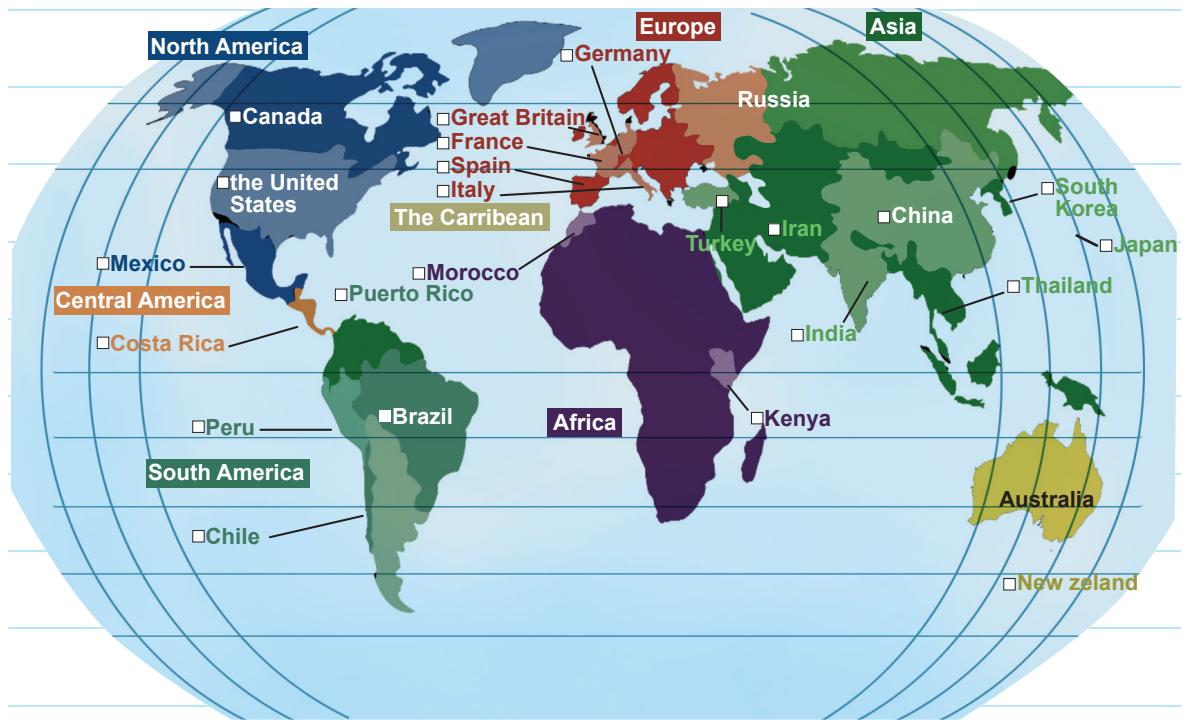 Europe
Asia
North America
□Germany
Russia
□Canada
□Great Britain
□France
□Spain
□Italy
□the United
States
The Carribean
□South
Korea
□China
□Iran
Turkey
□Japan
□Mexico
□Morocco
□Puerto Rico
□Thailand
Central America
□Costa Rica
□India
□Brazil
Africa
□Kenya
□Peru
South America
Australia
□Chile
□New zeland